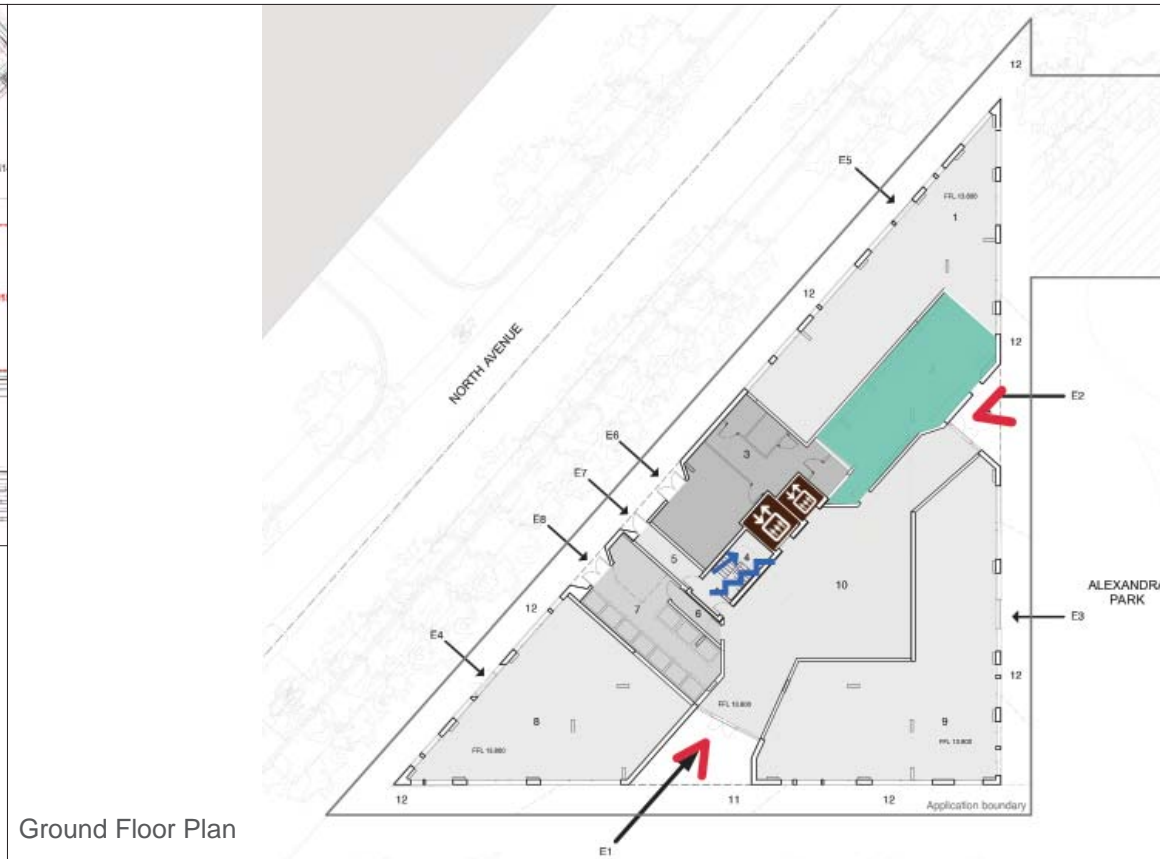 12
E5
FFL 13.800
1
12
NORTH AVENUE
12
E2
E6
3
E7
E8
4
5
10
ALEXANDRA
PARK
12
7
6
E3
E4
12
FFL 13.800
8
9
FFL 13.800
FFL 15.800
12
11
12
Application boundary
Ground Floor Plan
E1